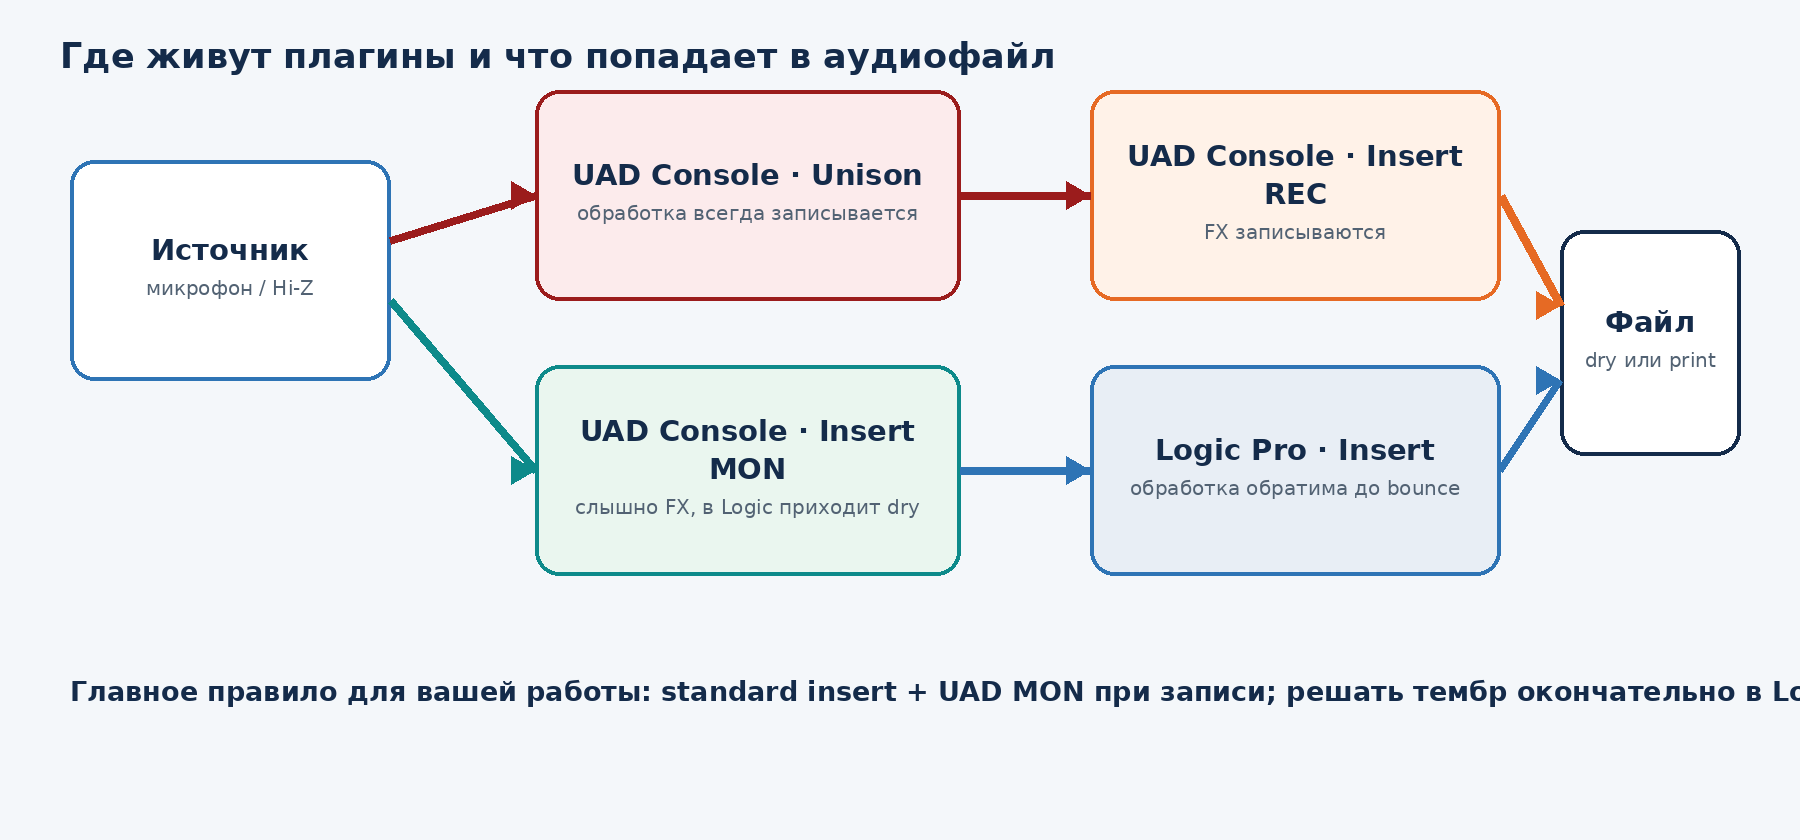 Где живут плагины и что попадает в аудиофайл
Источник
микрофон / Hi-Z
UAD Console · Unison
обработка всегда записывается
UAD Console · Insert
REC
FX записываются
UAD Console · Insert
MON
слышно FX, в Logic приходит dry
Logic Pro · Insert
обработка обратима до bounce
Файл
dry или print
Главное правило для вашей работы: standard insert + UAD MON при записи; решать тембр окончательно в Lo